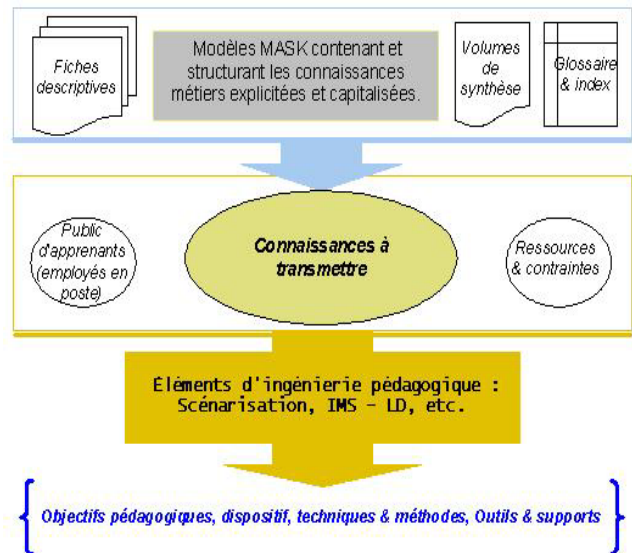 Fiches
descriptives
Modèles MASK contenant et
structurant les connaissances
métiers explicitées et capitalisées.
Volumes
de
synthèse
Glossaire
& index
Public
d'apprenants
(employés en
poste)
Connaissances à
transmettre
Ressources
& contraintes
Éléments d'ingénierie pédagogique :
Scénarisation, IMS - LD, etc.
Objectifs pédagogiques, dispositif, techniques & méthodes, Outils & supports